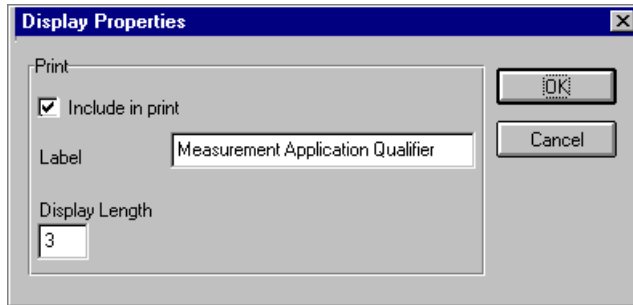 Display Properties
Print
Include in print
OK
Label
Measurement Application Qualifier
Cancel
Display Length
3